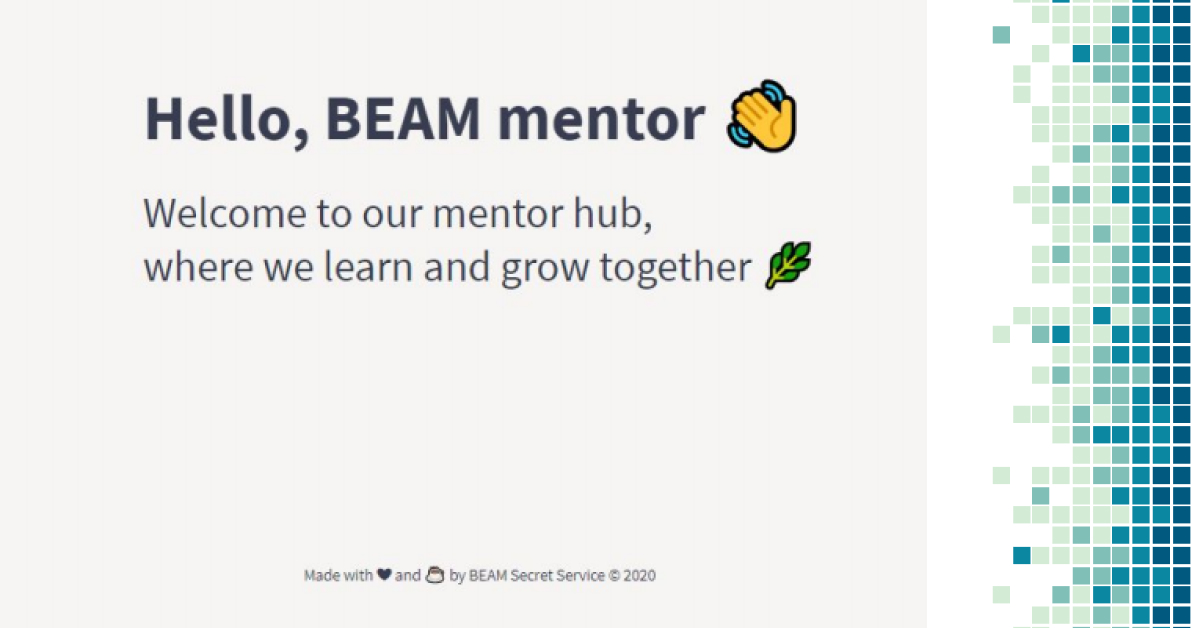 Hello, BEAM mentor 👋
Welcome to our mentor hub,
where we learn and grow together 🌿
Made with ♥ and ☕ by BEAM Secret Service © 2020